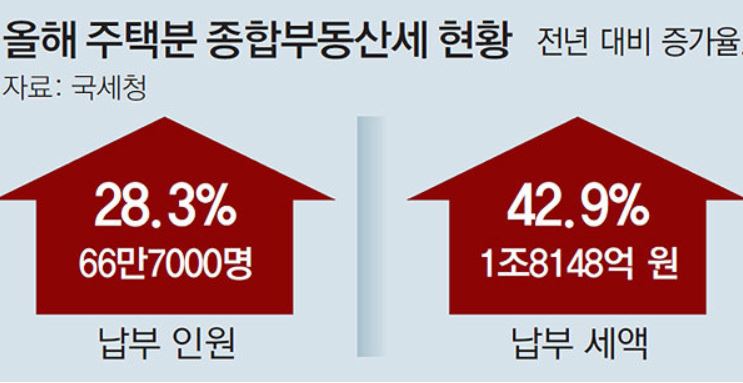 올해 주택분 종합부동산세 현황 전년 대비 증가율
자료: 국세청
28.3%
66만7000명
납부 인원
42.9%
1조8148억 원
납부 세액